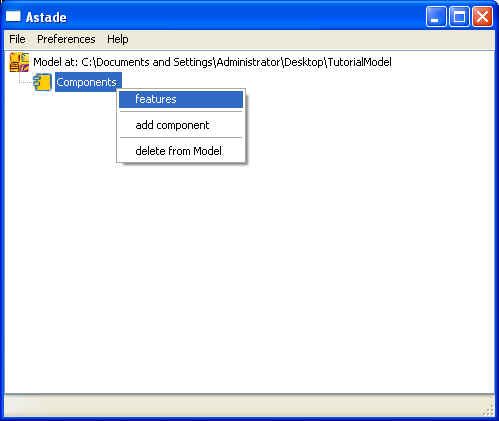 Astade
File Preferences Help
Model at: C:\Documents and Settings\Administrator\Desktop\TutorialModel
Components
features
add component
delete from Model